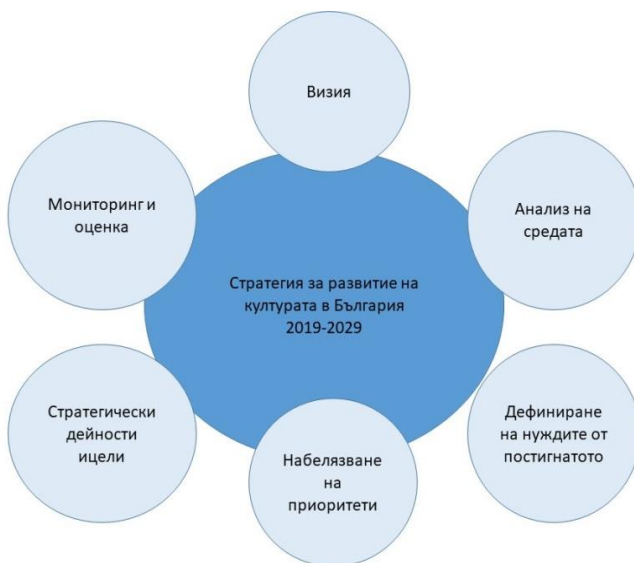 Визия
Мониторинг и
оценка
Анализ на
средата
Стратегия за развитие на
културата в България
2019-2029
Стратегически
дейности
ицели
Набелязване
на
приоритети
Дефиниране
на нуждите от
постигнатото